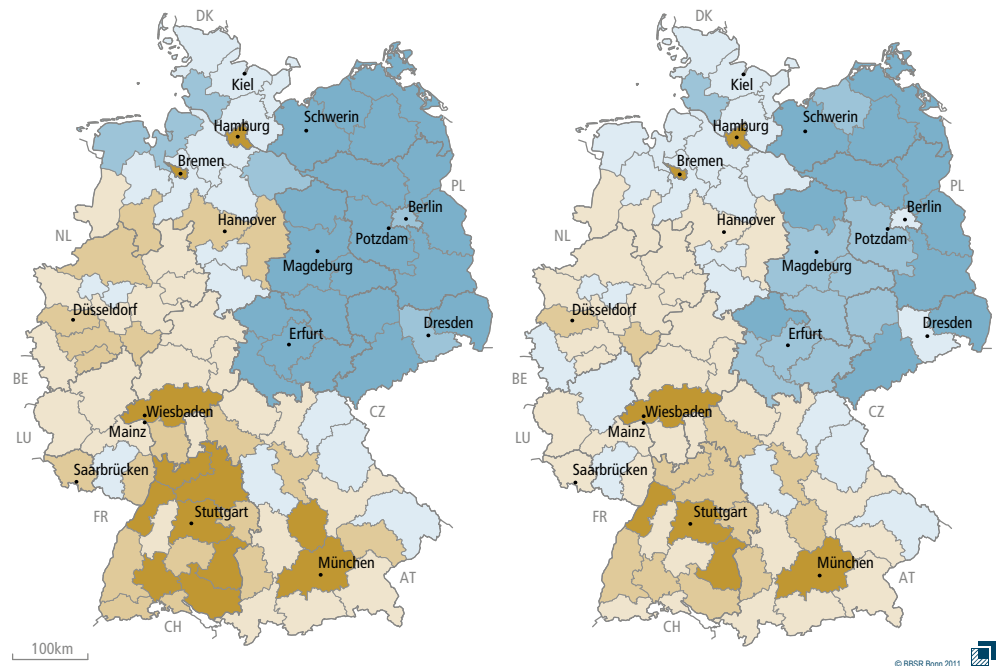 DK
Kiel
Hamburg
Schwerin
Bremen
PL
Berlin
Hannover
NL
Potzdam
Magdeburg
Düsseldorf
Dresden
Erfurt
BE
CZ
Wiesbaden
LU
Mainz
Saarbrücken
FR
Stuttgart
München
AT
CH
100km
DK
Kiel
Hamburg
Schwerin
Bremen
PL
Berlin
Hannover
NL
Potzdam
Magdeburg
Düsseldorf
Dresden
Erfurt
BE
CZ
Wiesbaden
LU
Mainz
Saarbrücken
FR
Stuttgart
München
AT
CH
© BBSR Bonn 2011